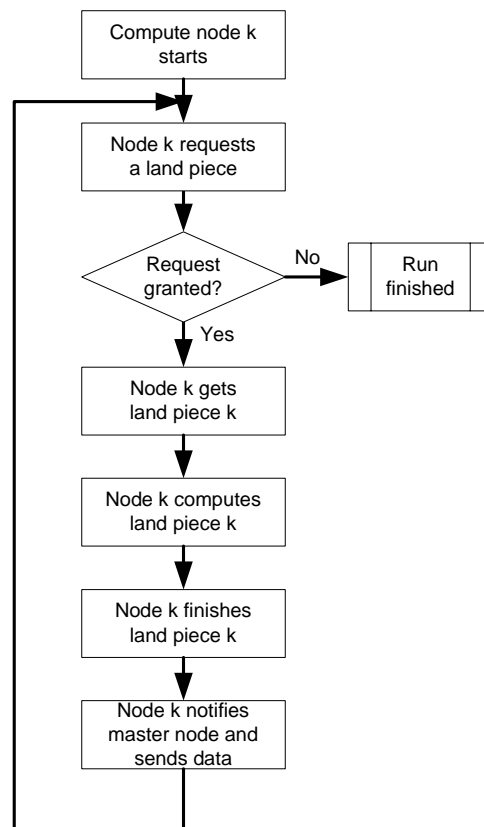 Compute node k
starts
Node k requests
a land piece
Request
granted?
No
Run
finished
Yes
Node k gets
land piece k
Node k computes
land piece k
Node k finishes
land piece k
Node k notifies
master node and
sends data